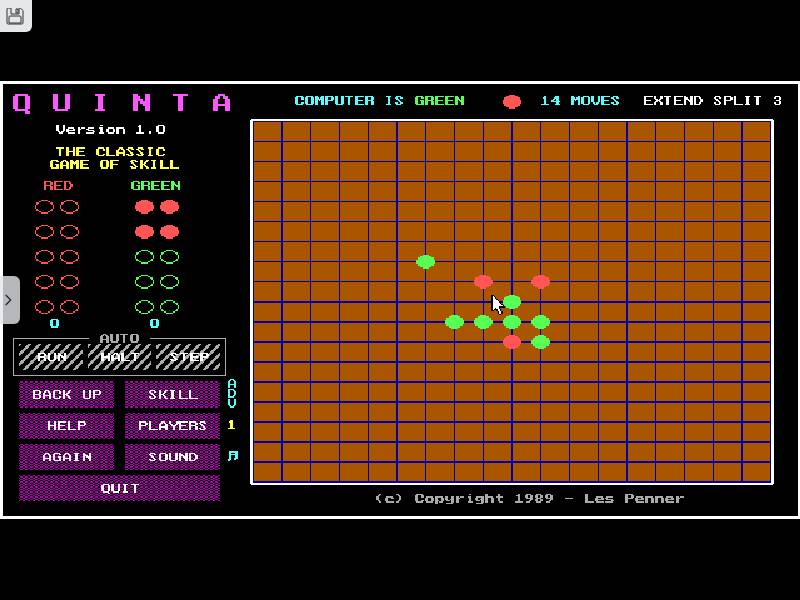 QUINTA
COMPUTER IS GREEN 14 MOVES EXTEND SPLIT 3
Version 1.0
THE CLASSIC
GAME OF SKILL
RED GREEN
0 0
AUTO
RUN HALT STEP
BACK UP SKILL ADV
HELP PLAYERS 1
AGAIN SOUND ♫
QUIT
(c) Copyright 1989 - Les Penner